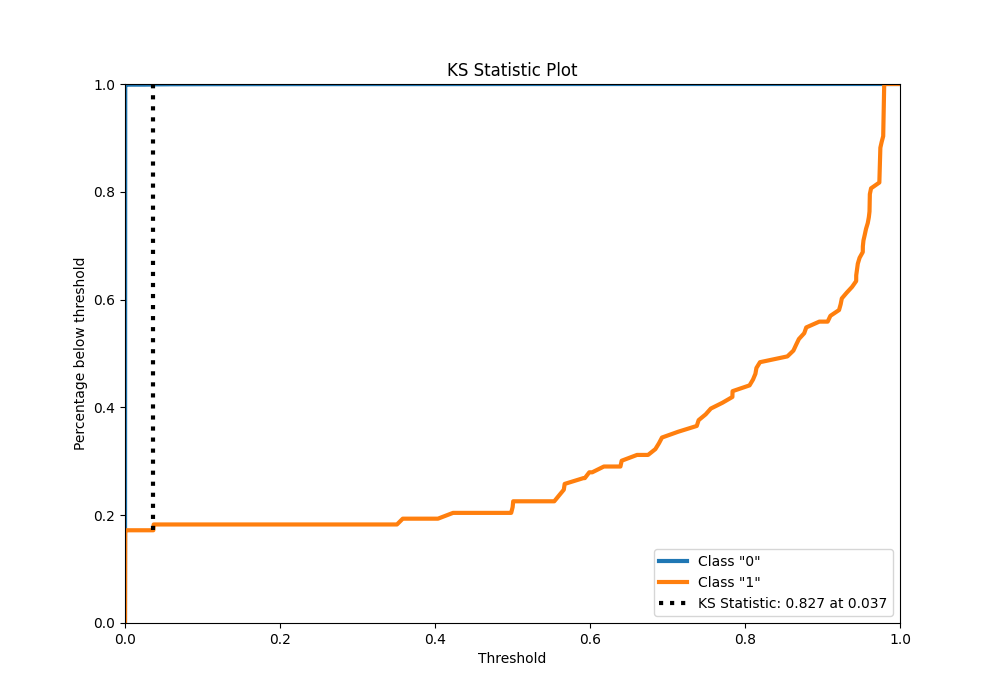 KS Statistic Plot
1.0
0.8
0.6
0.4
0.2
0.0
Percentage below threshold
0.0 0.2 0.4 0.6 0.8 1.0
Threshold
Class "0"
Class "1"
KS Statistic: 0.827 at 0.037